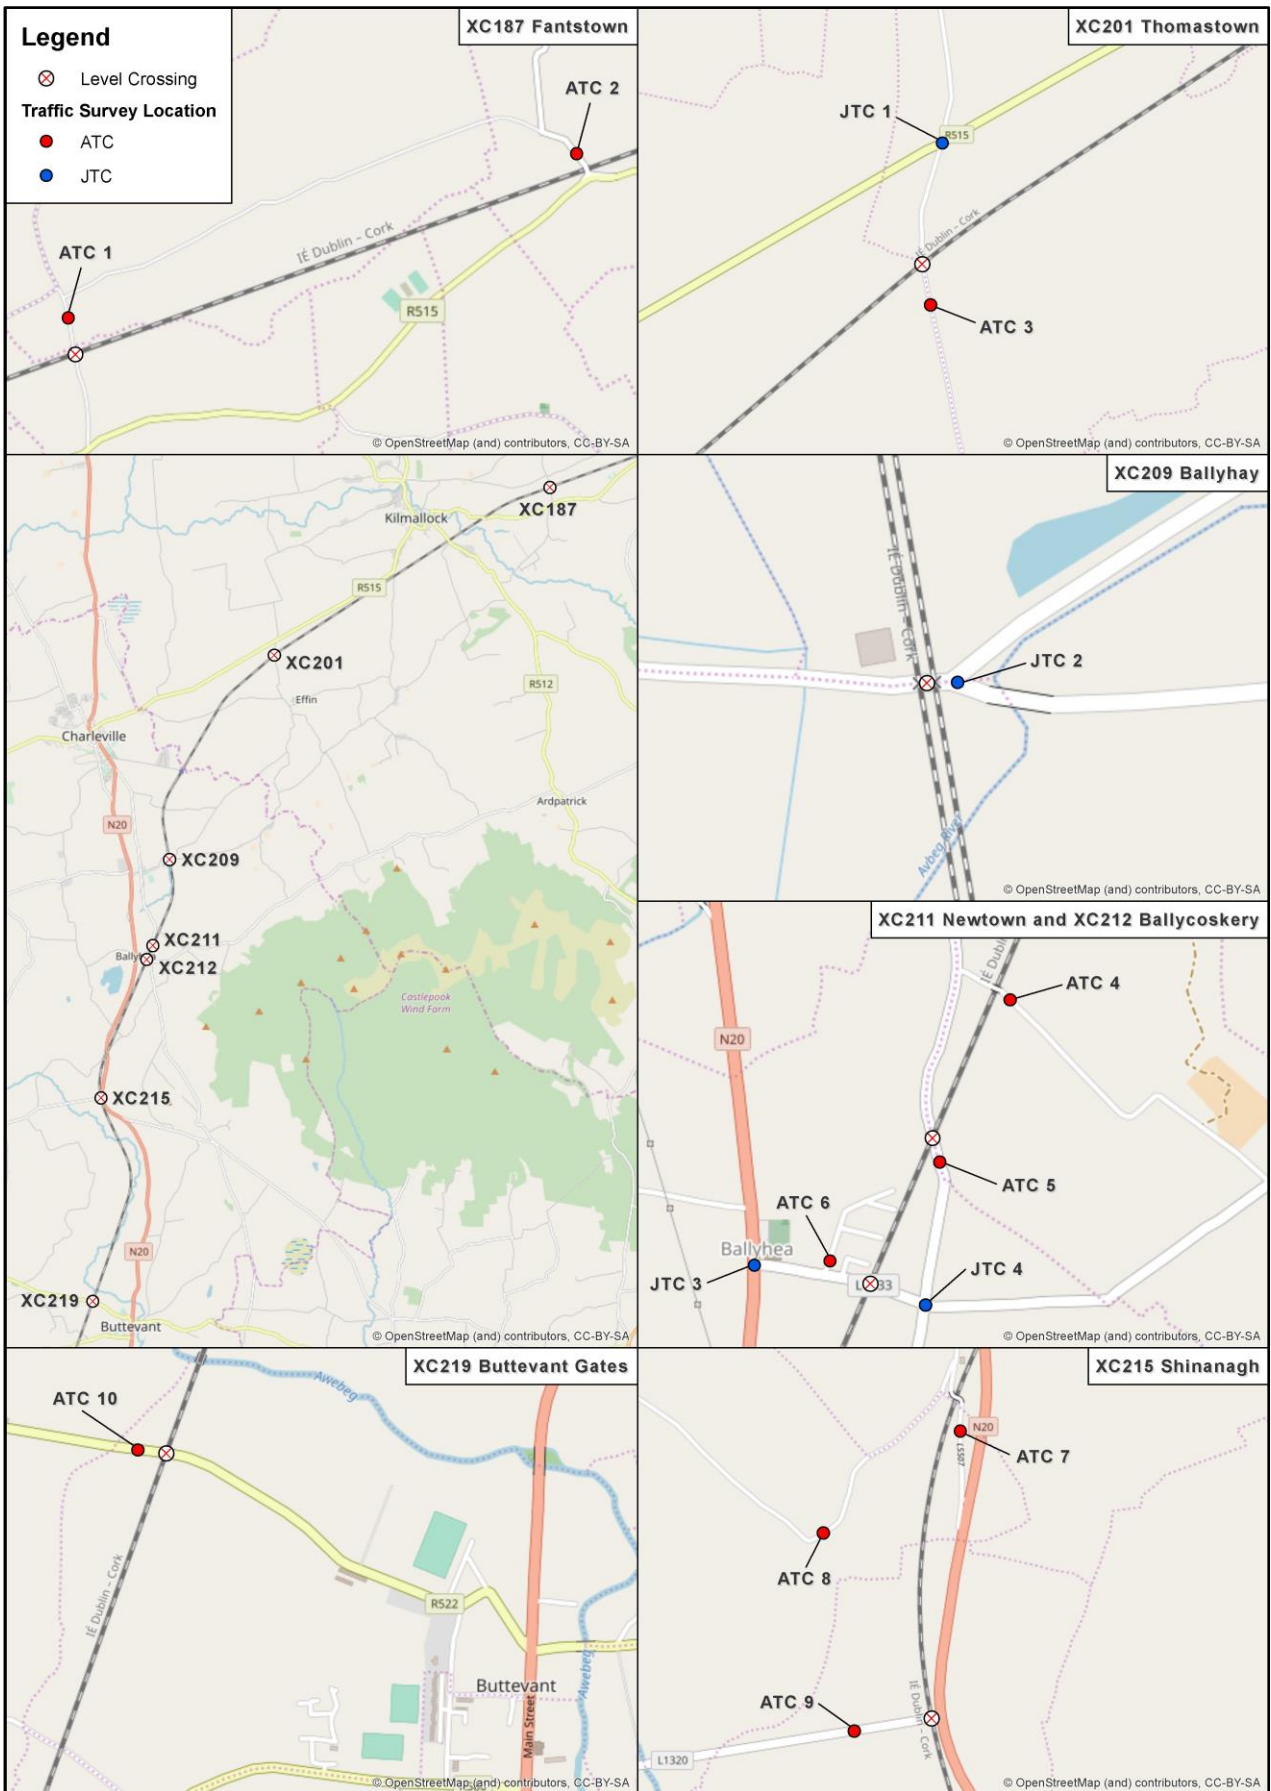 Legend
Level Crossing
Traffic Survey Location
ATC
JTC
XC187 Fantstown
ATC 2
ATC 1
IÉ Dublin – Cork
R515
© OpenStreetMap (and) contributors, CC-BY-SA
XC201 Thomastown
JTC 1
R515
IÉ Dublin – Cork
ATC 3
© OpenStreetMap (and) contributors, CC-BY-SA
XC187
Kilmallock
R515
XC201
R512
Effin
Charleville
Ardpatrick
N20
XC209
XC211
XC212
Castlepook
Wind Farm
XC215
N20
XC219
Buttevant
© OpenStreetMap (and) contributors, CC-BY-SA
XC209 Ballyhay
IÉ Dublin – Cork
JTC 2
Avbeg River
© OpenStreetMap (and) contributors, CC-BY-SA
XC211 Newtown and XC212 Ballycoskery
IÉ Dubli
ATC 4
N20
ATC 5
ATC 6
Ballyhea
JTC 3
JTC 4
© OpenStreetMap (and) contributors, CC-BY-SA
XC219 Buttevant Gates
Awebeg
ATC 10
IÉ Dublin – Cork
R522
Buttevant
Main Street
Awebeg
© OpenStreetMap (and) contributors, CC-BY-SA
XC215 Shinanagh
N20
ATC 7
ATC 8
ATC 9
IÉ Dublin – Cork
L1320
© OpenStreetMap (and) contributors, CC-BY-SA